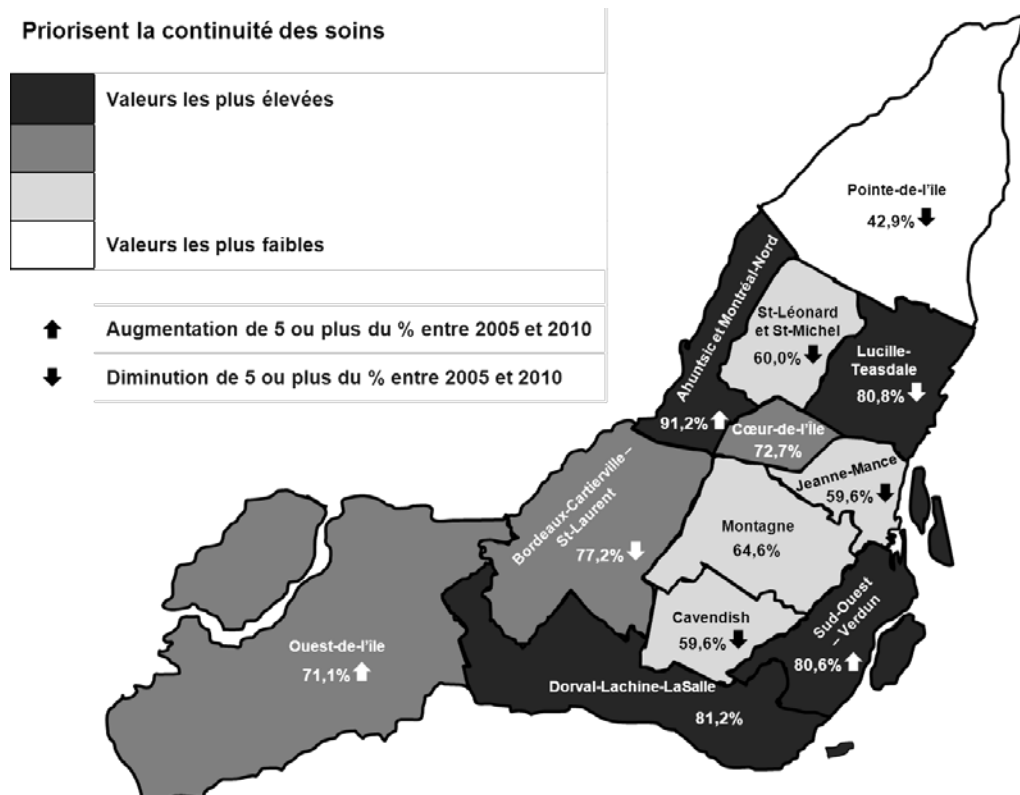 Priorisent la continuité des soins
Valeurs les plus élevées
Valeurs les plus faibles
Augmentation de 5 ou plus du % entre 2005 et 2010
Diminution de 5 ou plus du % entre 2005 et 2010
Pointe-de-l'île
42,9%
Ahuntsic et Montréal-Nord
91,2%
St-Léonard
et St-Michel
60,0%
Lucille-
Teasdale
80,8%
Cœur-de-l'Île
72,7%
Jeanne-Mance
59,6%
Bordeaux-Cartierville–
St-Laurent
77,2%
Montagne
64,6%
Cavendish
59,6%
Sud-Ouest
– Verdun
80,6%
Ouest-de-l'île
71,1%
Dorval-Lachine-LaSalle
81,2%